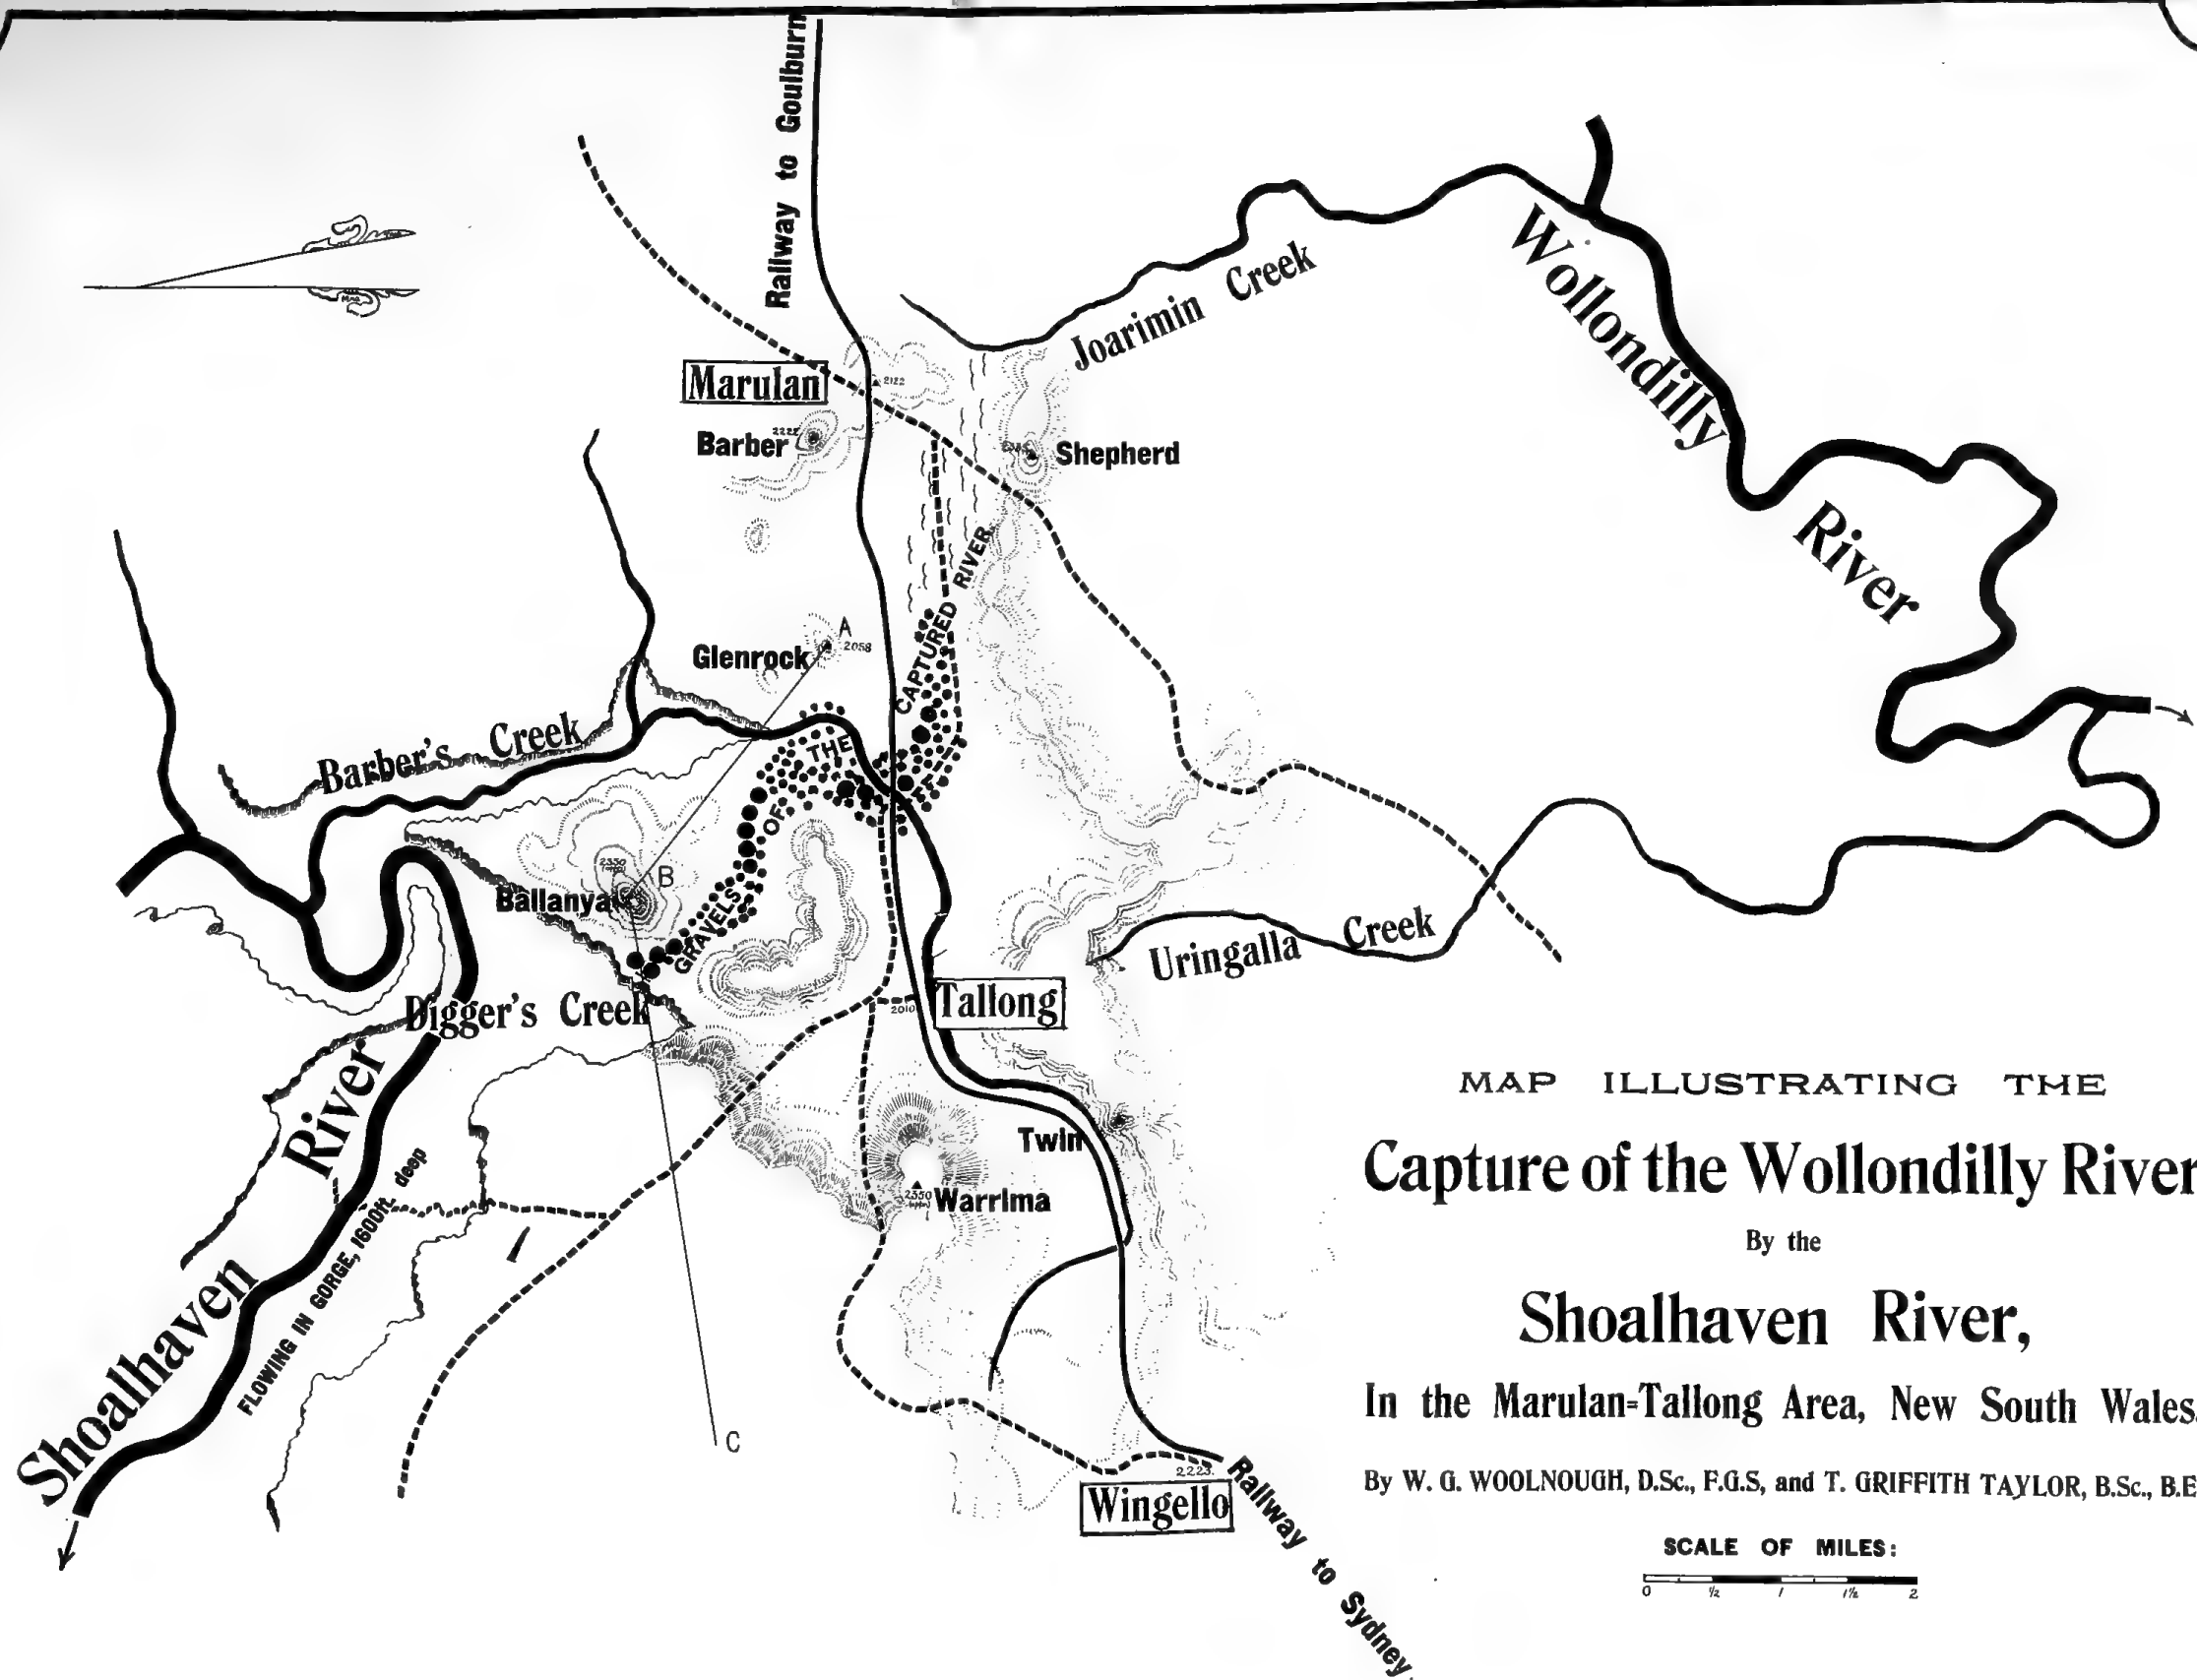 Railway to Goulburn
Wollondilly
River
Joarimin Creek
Marulan
2122
Barber
2222
Shepherd
CAPTURED RIVER
A
2058
Glenrock
Barber's Creek
THE
OF
GRAVELS
2350
B
Ballanya
Uringalla Creek
Tallong
2010
Digger's Creek
Shoalhaven River
FLOWING IN GORGE, 1600ft. deep
Twin
2350
Warrima
C
2223.
Wingello
Railway to Sydney.
MAP ILLUSTRATING THE
Capture of the Wollondilly River
By the
Shoalhaven River,
In the Marulan=Tallong Area, New South Wales.
By W. G. WOOLNOUGH, D.Sc., F.G.S, and T. GRIFFITH TAYLOR, B.Sc., B.E
SCALE OF MILES:
0 ½ 1 1½ 2